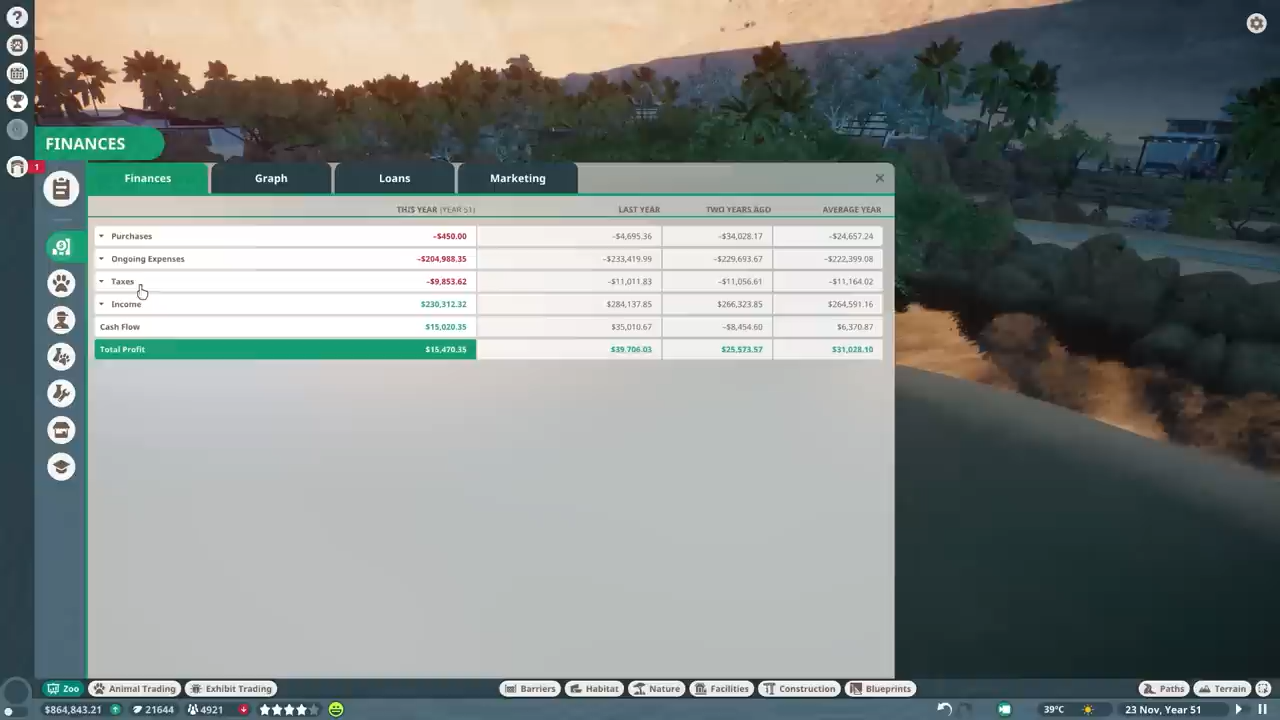 FINANCES
1
Finances Graph Loans Marketing
THIS YEAR (YEAR 51) LAST YEAR TWO YEARS AGO AVERAGE YEAR
Purchases -$450.00 -$4,695.36 -$34,028.17 -$24,657.24
Ongoing Expenses -$204,988.35 -$233,419.99 -$229,693.67 -$222,399.08
Taxes -$9,853.62 -$11,011.83 -$11,056.61 -$11,164.02
Income $230,312.32 $284,137.85 $266,323.85 $264,591.16
Cash Flow $15,020.35 $35,010.67 -$8,454.60 $6,370.87
Total Profit $15,470.35 $39,706.03 $25,573.57 $31,028.10
Zoo Animal Trading Exhibit Trading Barriers Habitat Nature Facilities Construction Blueprints Paths Terrain
$864,843.21 21644 4921 39°C 23 Nov, Year 51